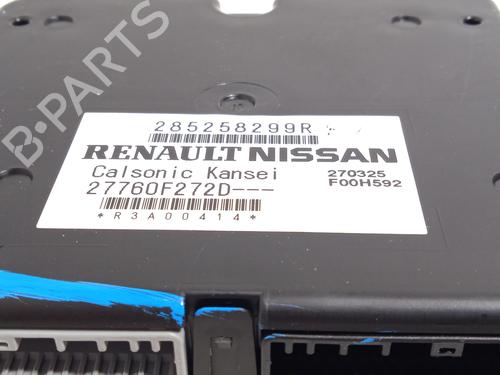 B-PARTS
285258299R
RENAULT NISSAN
Calsonic Kansei 270325
27760F272D--- F00H592
*R3A00414*